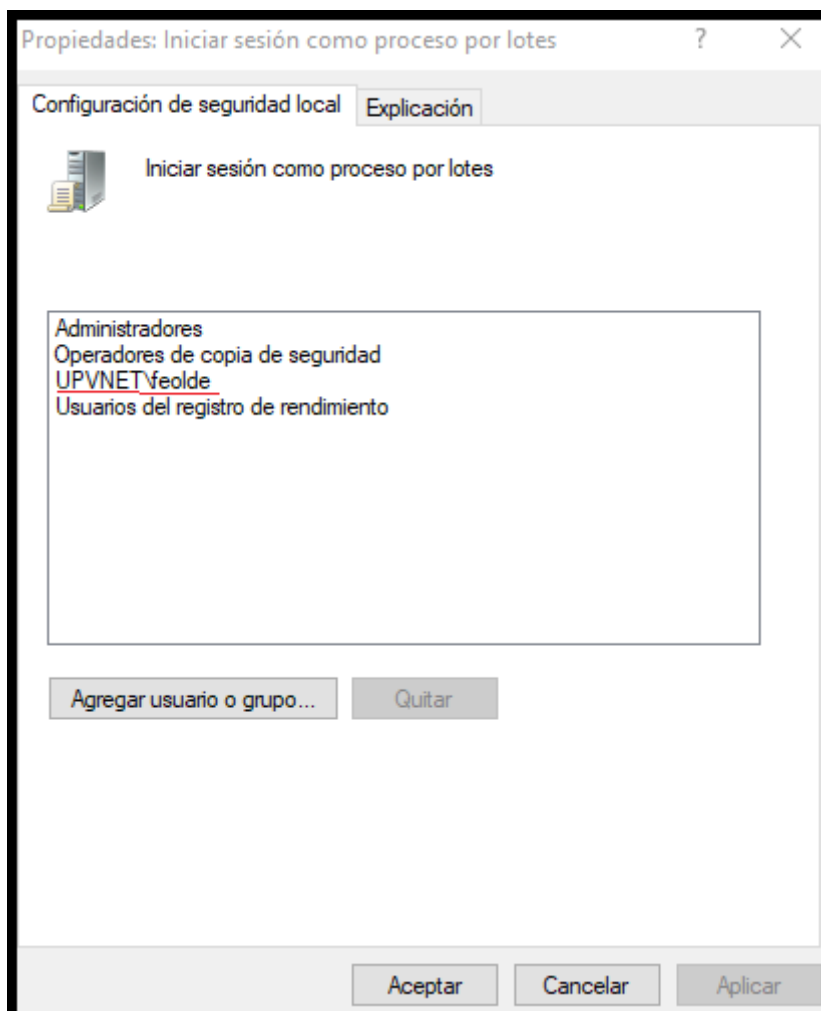 Propiedades: Iniciar sesión como proceso por lotes ?
Configuración de seguridad local Explicación
Iniciar sesión como proceso por lotes
Administradores
Operadores de copia de seguridad
UPVNET\feolde
Usuarios del registro de rendimiento
Agregar usuario o grupo... Quitar
Aceptar Cancelar Aplicar